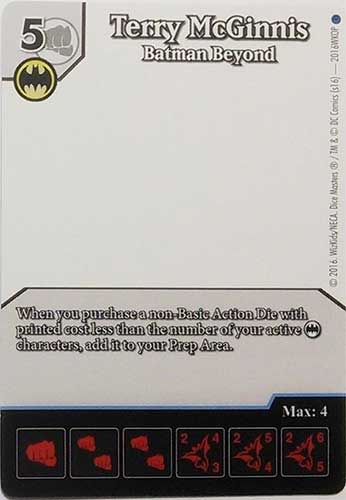 5
Terry McGinnis
Batman Beyond
© 2016. WizKids/NECA. Dice Masters ® / TM & © DC Comics (s16) — 2016WKOP
When you purchase a non-Basic Action Die with
printed cost less than the number of your active
characters, add it to your Prep Area.
Max: 4
2 4 3
2 5 4
2 6 5